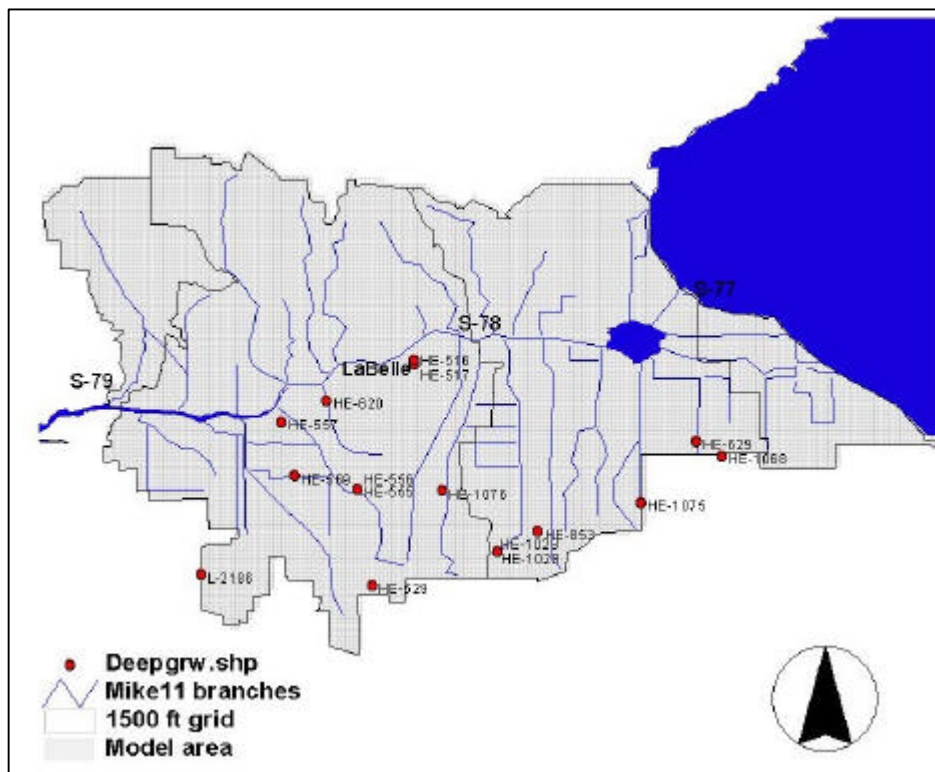 S-77
S-78
HE-516
LaBelle
HE-517
S-79
HE-620
HE-557
HE-629
HE-1068
HE-556
HE-569
HE-565
HE-1076
HE-1075
HE-853
HE-1029
HE-1028
L-2186
HE-529
Deepgrw.shp
Mike11 branches
1500 ft grid
Model area